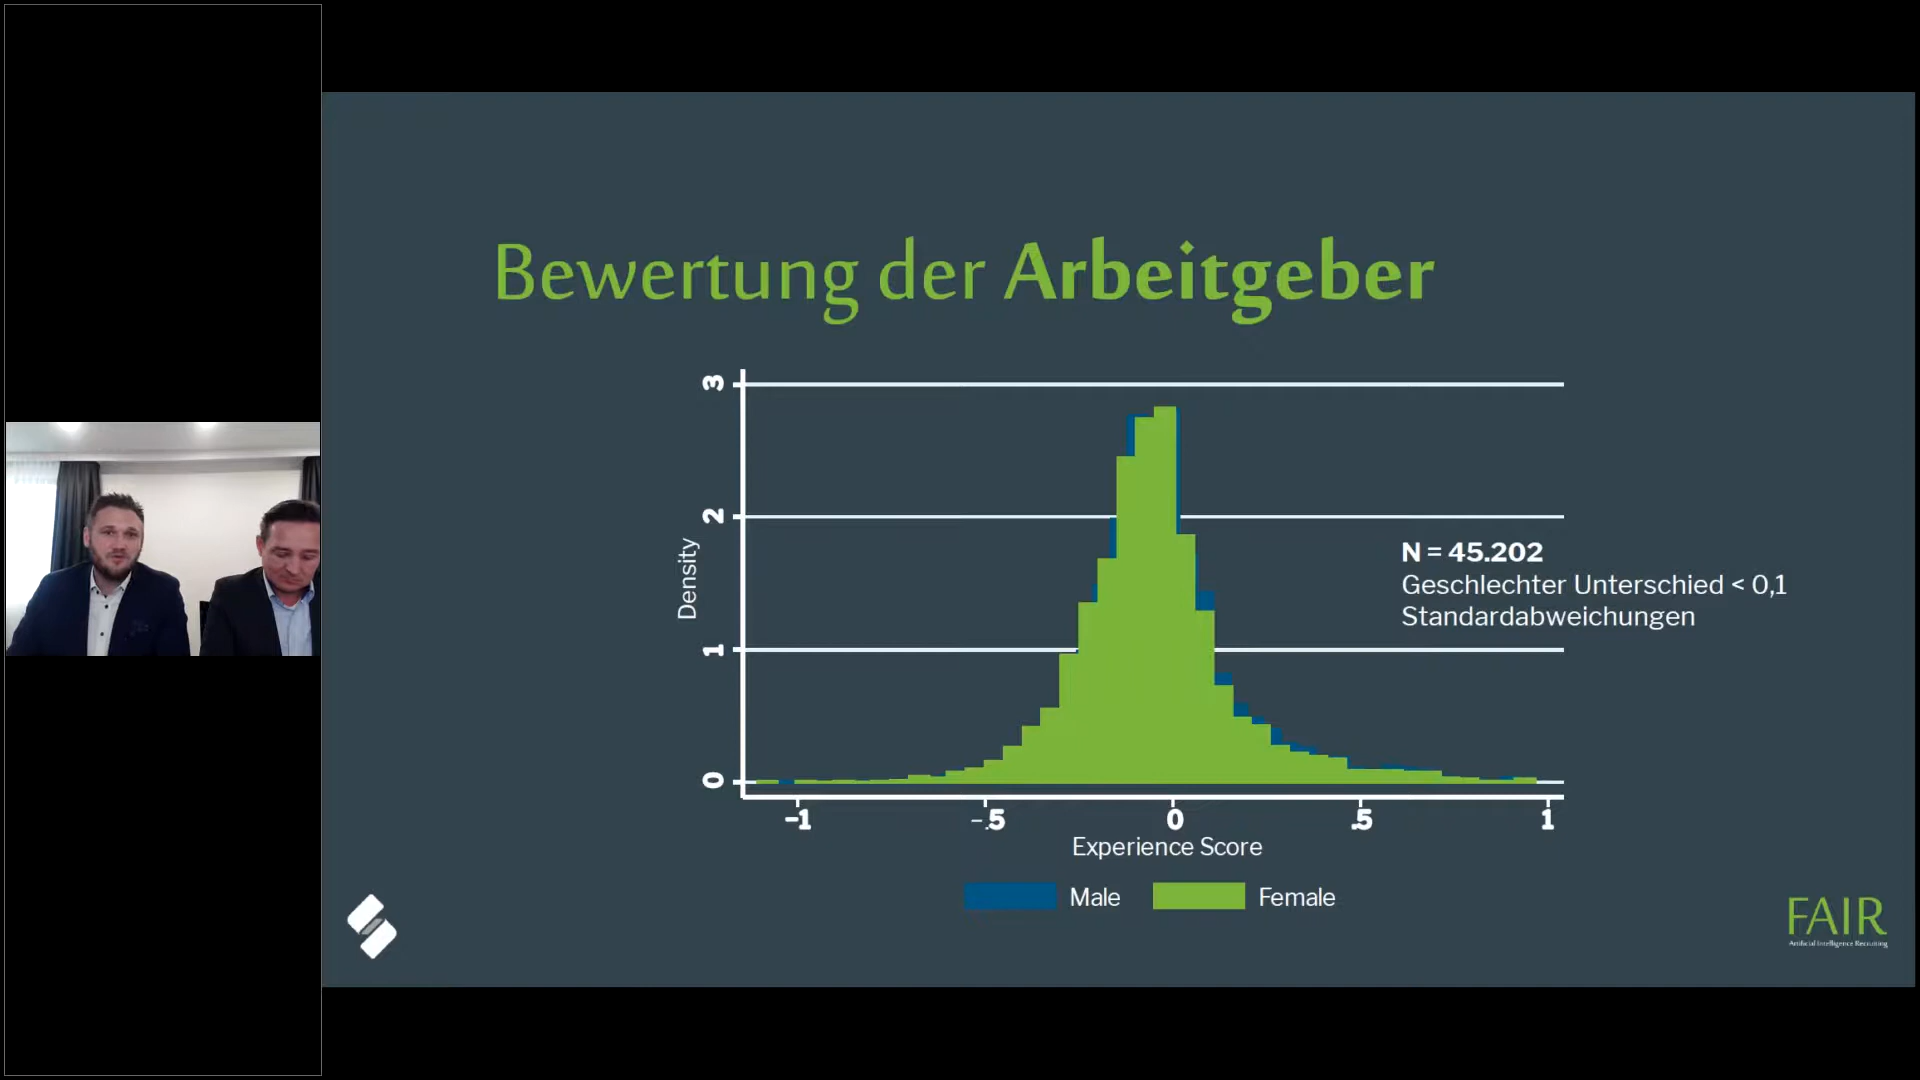 Bewertung der Arbeitgeber
3
2
1
0
Density
N = 45.202
Geschlechter Unterschied < 0,1
Standardabweichungen
−1
−.5
0
.5
1
Experience Score
Male
Female
FAIR
Artificial Intelligence Recruiting